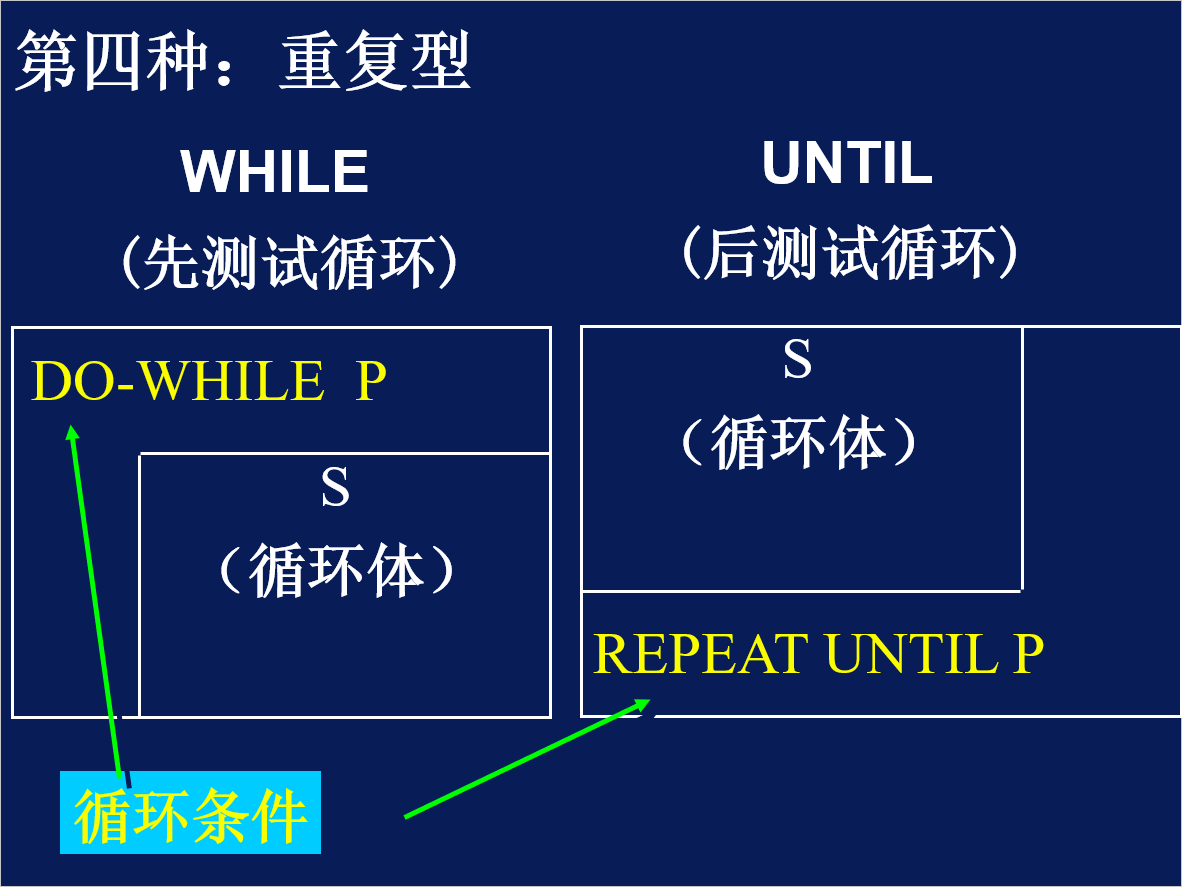 第四种：重复型
WHILE
(先测试循环)
UNTIL
(后测试循环)
DO-WHILE P
S
（循环体）
S
（循环体）
REPEAT UNTIL P
循环条件